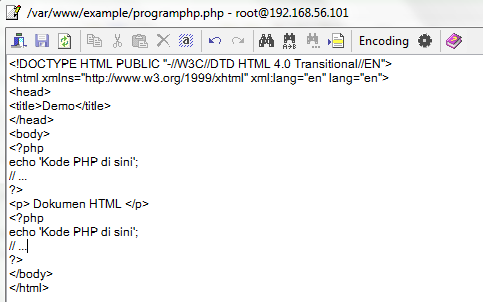 /var/www/example/programphp.php - root@192.168.56.101
Encoding
<!DOCTYPE HTML PUBLIC "-//W3C//DTD HTML 4.0 Transitional//EN">
<html xmlns="http://www.w3.org/1999/xhtml" xml:lang="en" lang="en">
<head>
<title>Demo</title>
</head>
<body>
<?php
echo 'Kode PHP di sini';
// ...
?>
<p> Dokumen HTML </p>
<?php
echo 'Kode PHP di sini';
// ...
?>
</body>
</html>